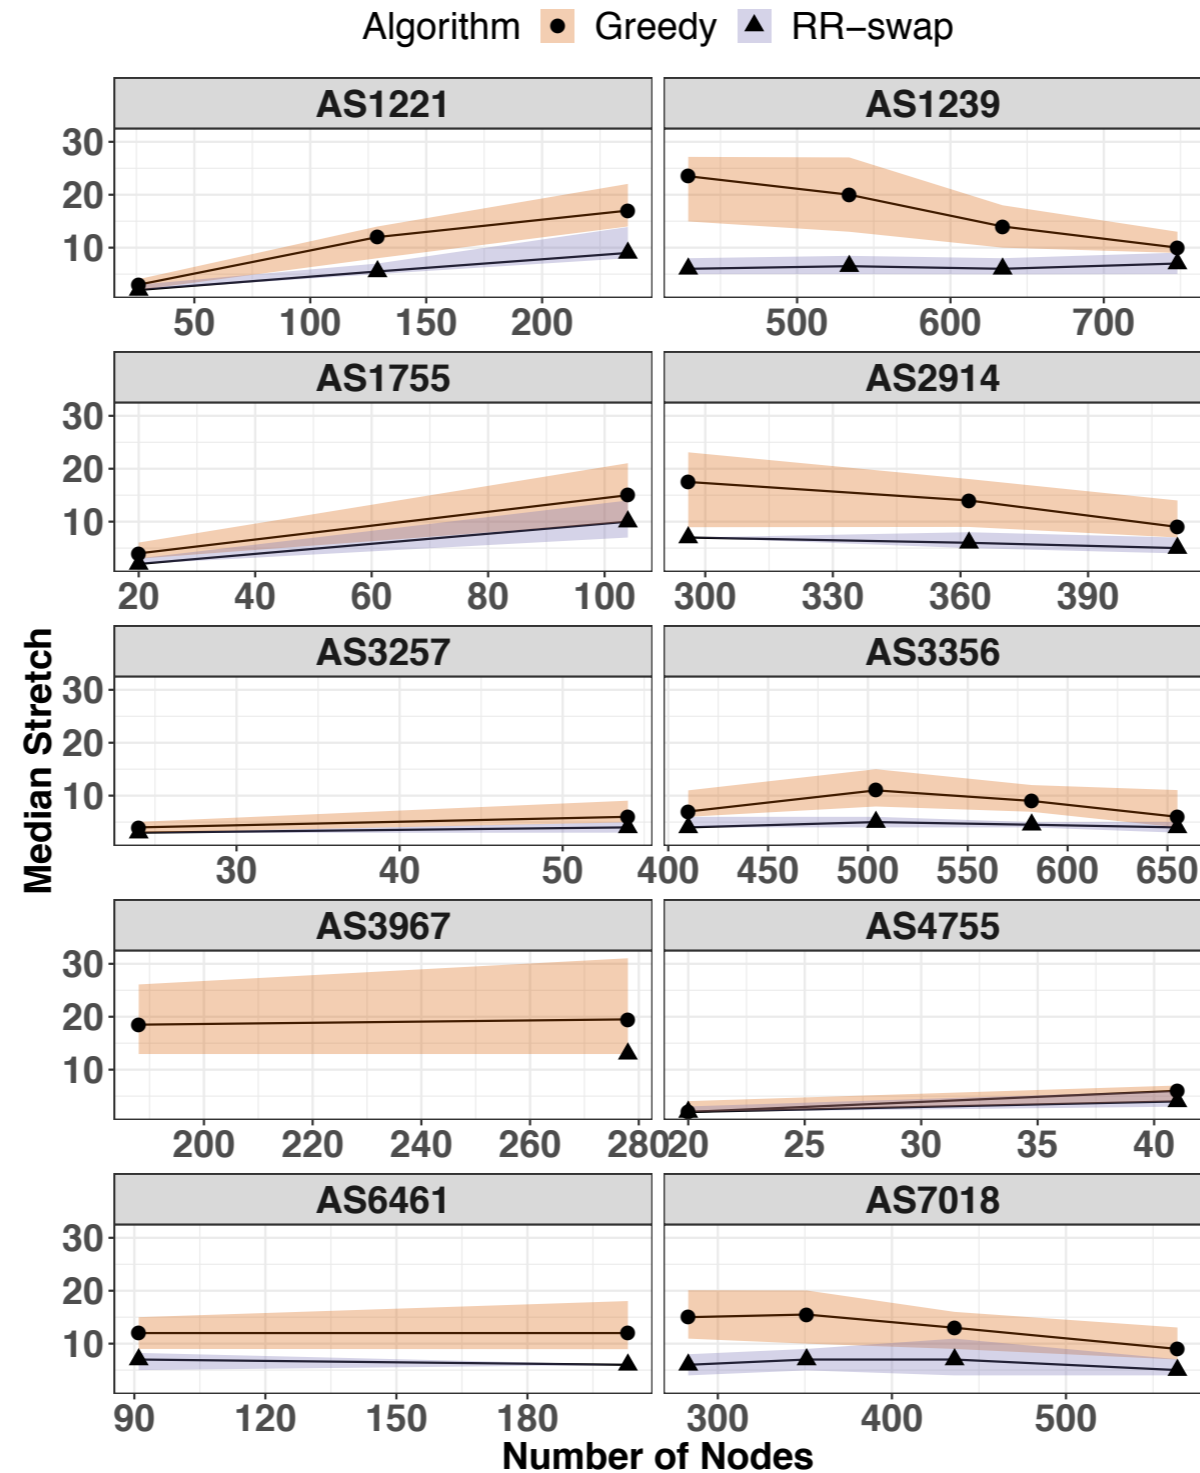 Algorithm Greedy RR−swap
AS1221 AS1239
30
20
10
50 100 150 200 500 600 700
AS1755 AS2914
30
20
10
20 40 60 80 100 300 330 360 390
AS3257 AS3356
30
20
10
30 40 50 400 450 500 550 600 650
AS3967 AS4755
30
20
10
200 220 240 260 280 20 25 30 35 40
AS6461 AS7018
30
20
10
90 120 150 180 300 400 500
Median Stretch
Number of Nodes